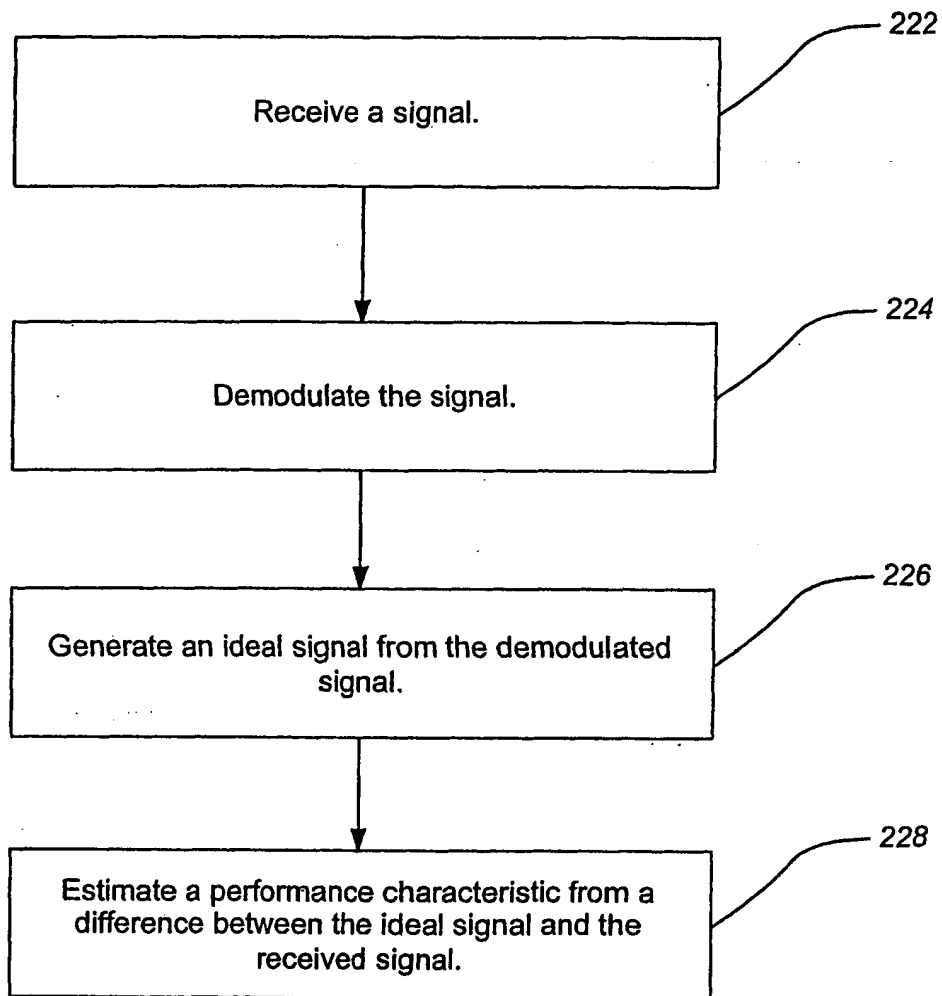 222
Receive a signal.
224
Demodulate the signal.
226
Generate an ideal signal from the demodulated
signal.
228
Estimate a performance characteristic from a
difference between the ideal signal and the
received signal.